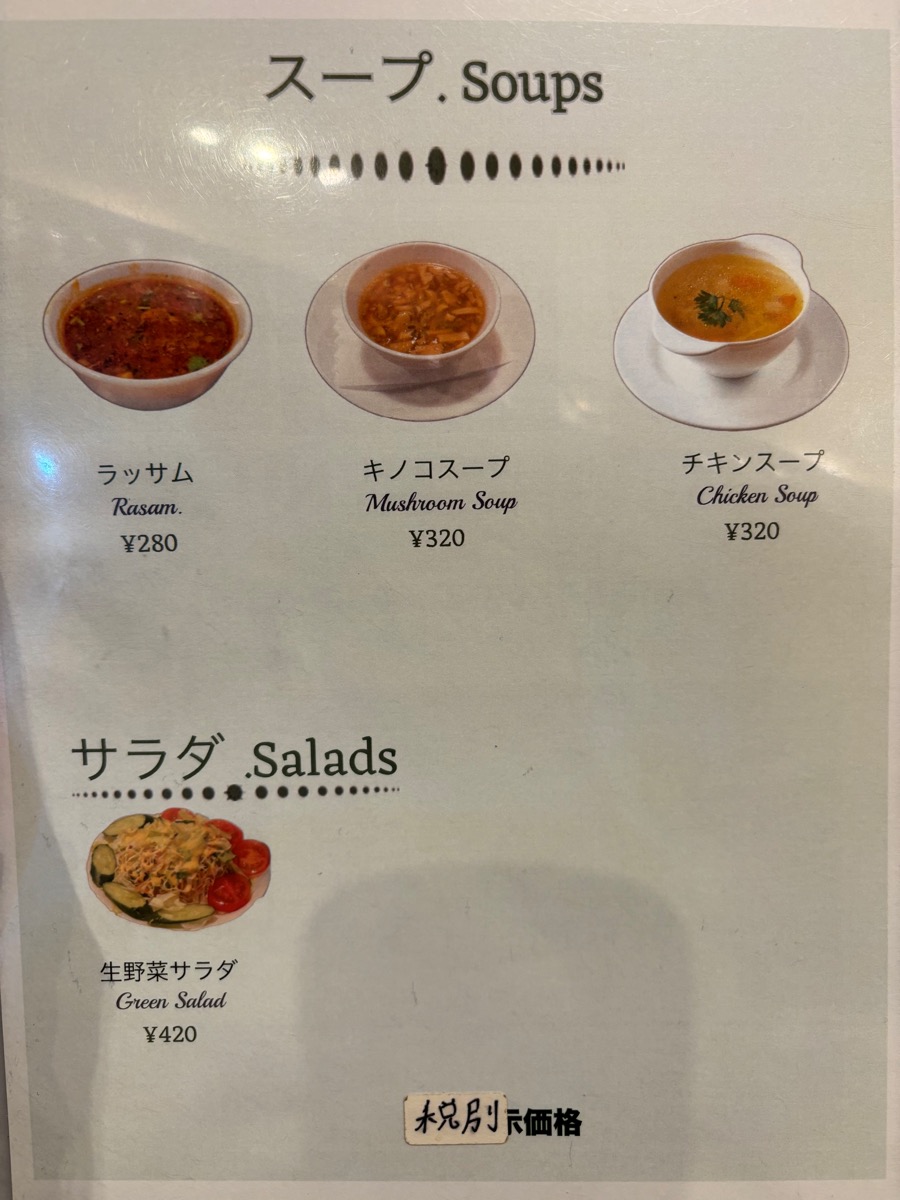 スープ. Soups
ラッサム
Rasam.
¥280
キノコスープ
Mushroom Soup
¥320
チキンスープ
Chicken Soup
¥320
サラダ .Salads
生野菜サラダ
Green Salad
¥420
税別示価格